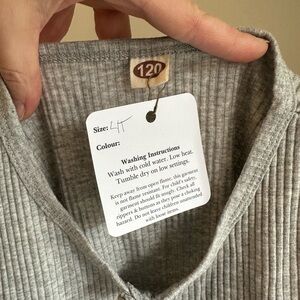 120
Size: 4T
Colour:
Washing Instructions
Wash with cold water. Low heat.
Tumble dry on low settings.
Keep away from open flame, this garment
is not flame resistant. For child's safety,
garment should fit snugly. Check all
zippers & buttons as they pose a choking
hazard. Do not leave children unattended
with loose items.